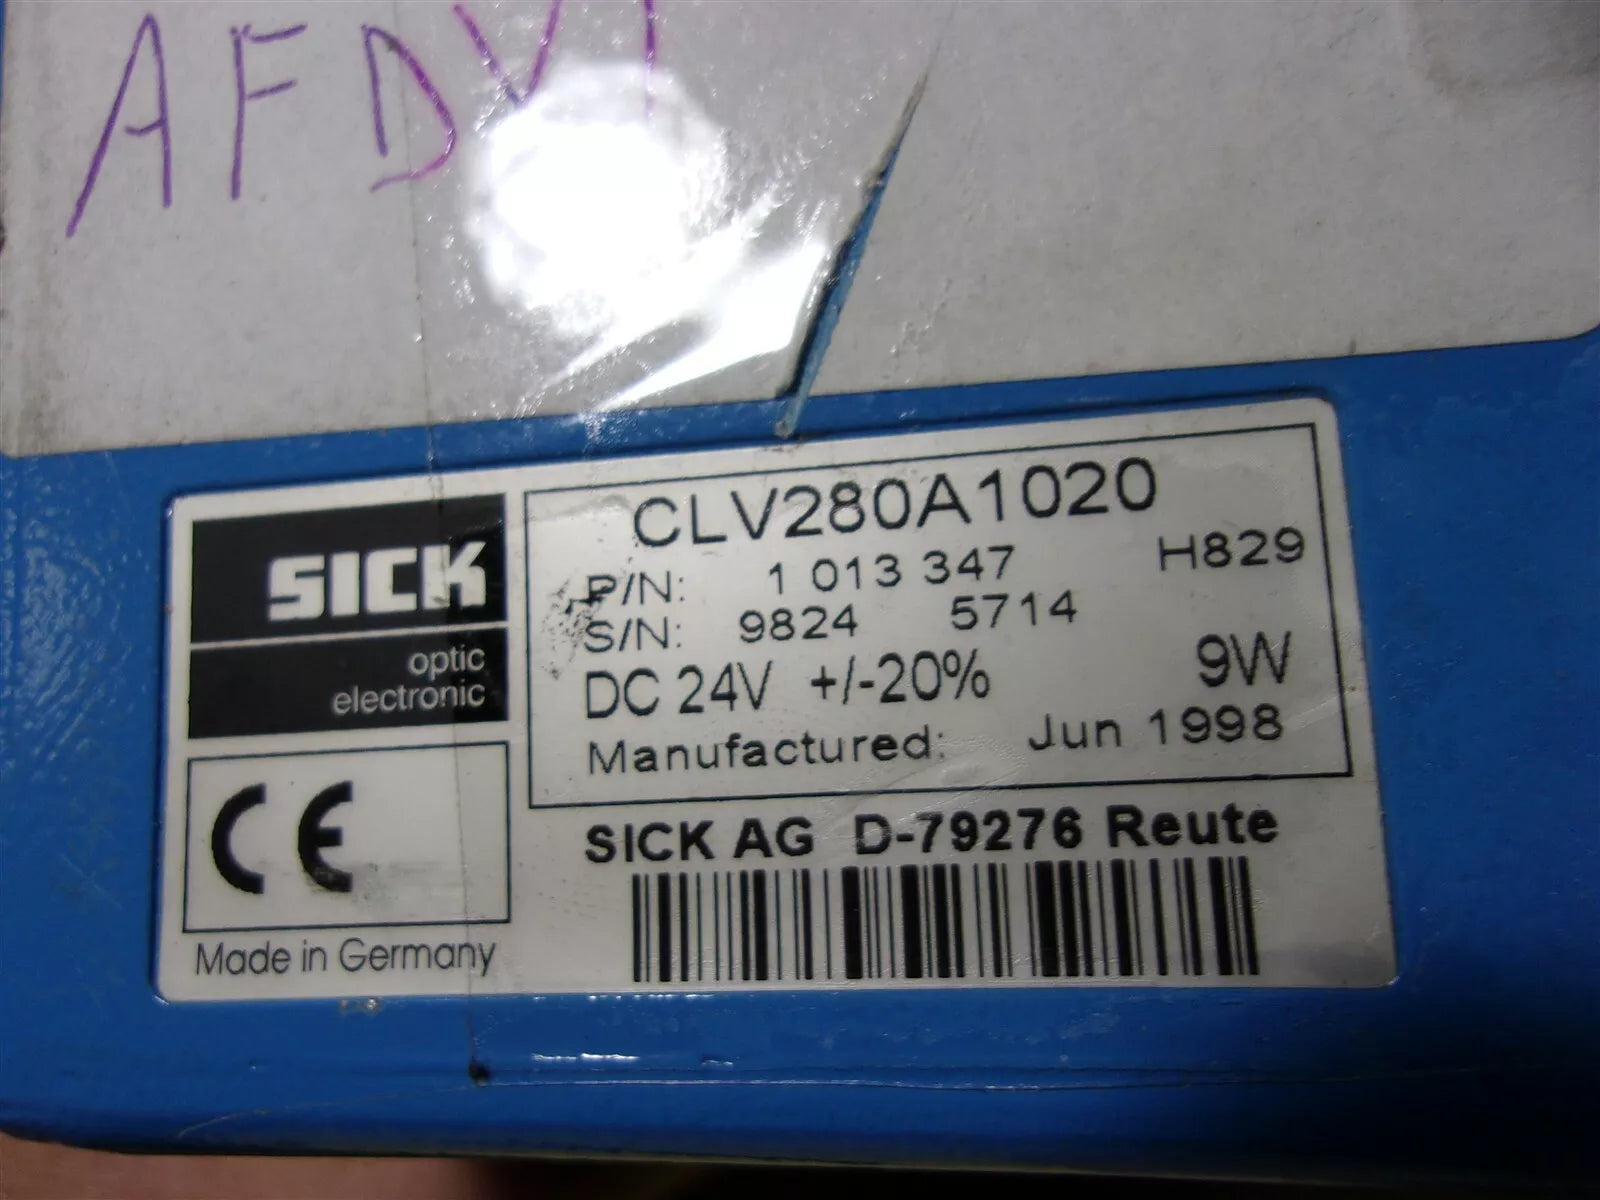 AFD
SICK
optic
electronic
CE
Made in Germany
CLV280A1020
P/N: 1 013 347 H829
S/N: 9824 5714
DC 24V +/-20% 9W
Manufactured: Jun 1998
SICK AG D-79276 Reute